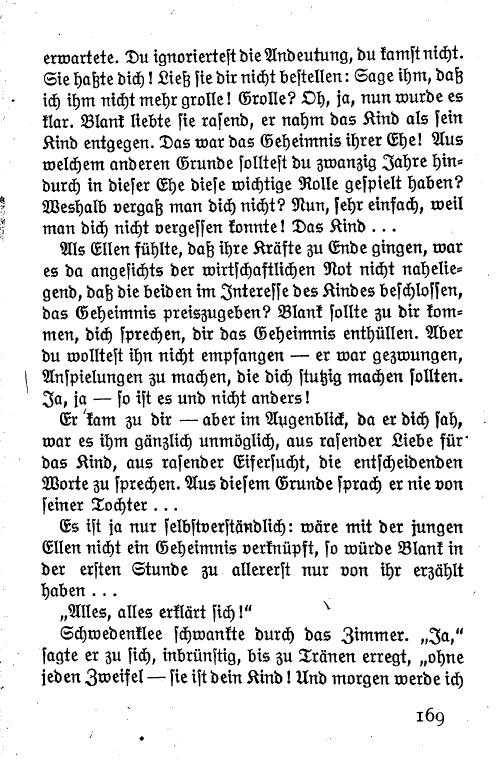 erwartete. Du ignoriertest die Andeutung, du kamst nicht.
Sie haßte dich! Ließ sie dir nicht bestellen: Sage ihm, daß
ich ihm nicht mehr grolle! Grolle? Oh, ja, nun wurde es
klar. Blank liebte sie rasend, er nahm das Kind als sein
Kind entgegen. Das war das Geheimnis ihrer Ehe! Aus
welchem anderen Grunde solltest du zwanzig Jahre hin-
durch in dieser Ehe diese wichtige Rolle gespielt haben?
Weshalb vergaß man dich nicht? Nun, sehr einfach, weil
man dich nicht vergessen konnte! Das Kind ...
Als Ellen fühlte, daß ihre Kräfte zu Ende gingen, war
es da angesichts der wirtschaftlichen Not nicht nahelie-
gend, daß die beiden im Interesse des Kindes beschlossen,
das Geheimnis preiszugeben? Blank sollte zu dir kom-
men, dich sprechen, dir das Geheimnis enthüllen. Aber
du wolltest ihn nicht empfangen — er war gezwungen,
Anspielungen zu machen, die dich stutzig machen sollten.
Ja, ja — so ist es und nicht anders!
Er kam zu dir — aber im Augenblick, da er dich sah,
war es ihm gänzlich unmöglich, aus rasender Liebe für
das Kind, aus rasender Eifersucht, die entscheidenden
Worte zu sprechen. Aus diesem Grunde sprach er nie von
seiner Tochter ...
Es ist ja nur selbstverständlich: wäre mit der jungen
Ellen nicht ein Geheimnis verknüpft, so würde Blank in
der ersten Stunde zu allererst nur von ihr erzählt
haben ...
„Alles, alles erklärt sich!“
Schwedenklee schwankte durch das Zimmer. „Ja,“
sagte er zu sich, inbrünstig, bis zu Tränen erregt, „ohne
jeden Zweifel — sie ist dein Kind! Und morgen werde ich
169